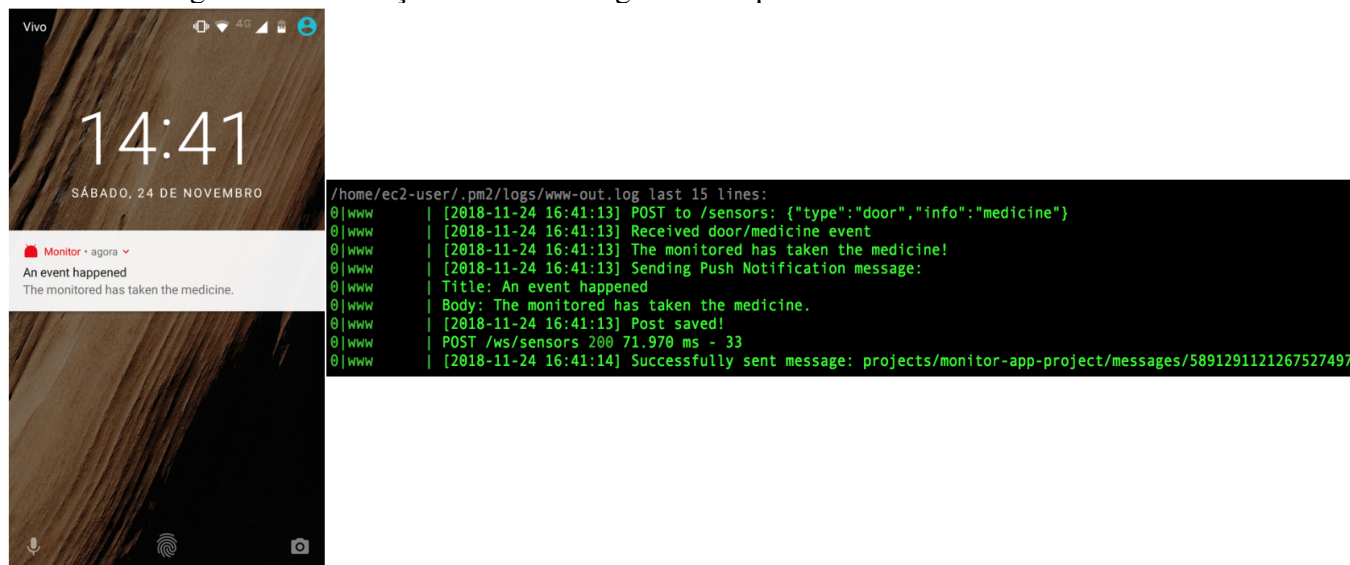 Vivo
4G
14:41
SÁBADO, 24 DE NOVEMBRO
Monitor • agora
An event happened
The monitored has taken the medicine.
/home/ec2-user/.pm2/logs/www-out.log last 15 lines:
0|www | [2018-11-24 16:41:13] POST to /sensors: {"type":"door","info":"medicine"}
0|www | [2018-11-24 16:41:13] Received door/medicine event
0|www | [2018-11-24 16:41:13] The monitored has taken the medicine!
0|www | [2018-11-24 16:41:13] Sending Push Notification message:
0|www | Title: An event happened
0|www | Body: The monitored has taken the medicine.
0|www | [2018-11-24 16:41:13] Post saved!
0|www | POST /ws/sensors 200 71.970 ms - 33
0|www | [2018-11-24 16:41:14] Successfully sent message: projects/monitor-app-project/messages/5891291121267527497